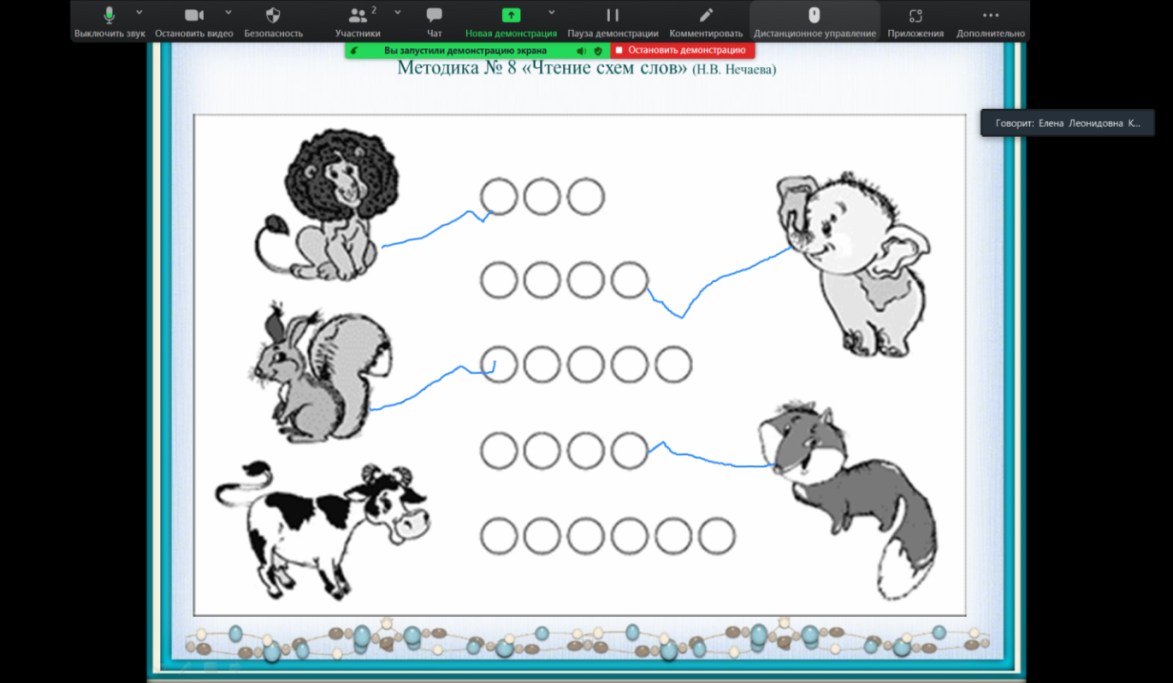 2
Выключить звук Остановить видео Безопасность Участники Чат Новая демонстрация Пауза демонстрации Комментировать Дистанционное управление Приложения Дополнительно
Вы запустили демонстрацию экрана Остановить демонстрацию
Методика № 8 «Чтение схем слов» (Н.В. Нечаева)
Говорит: Елена Леонидовна К...